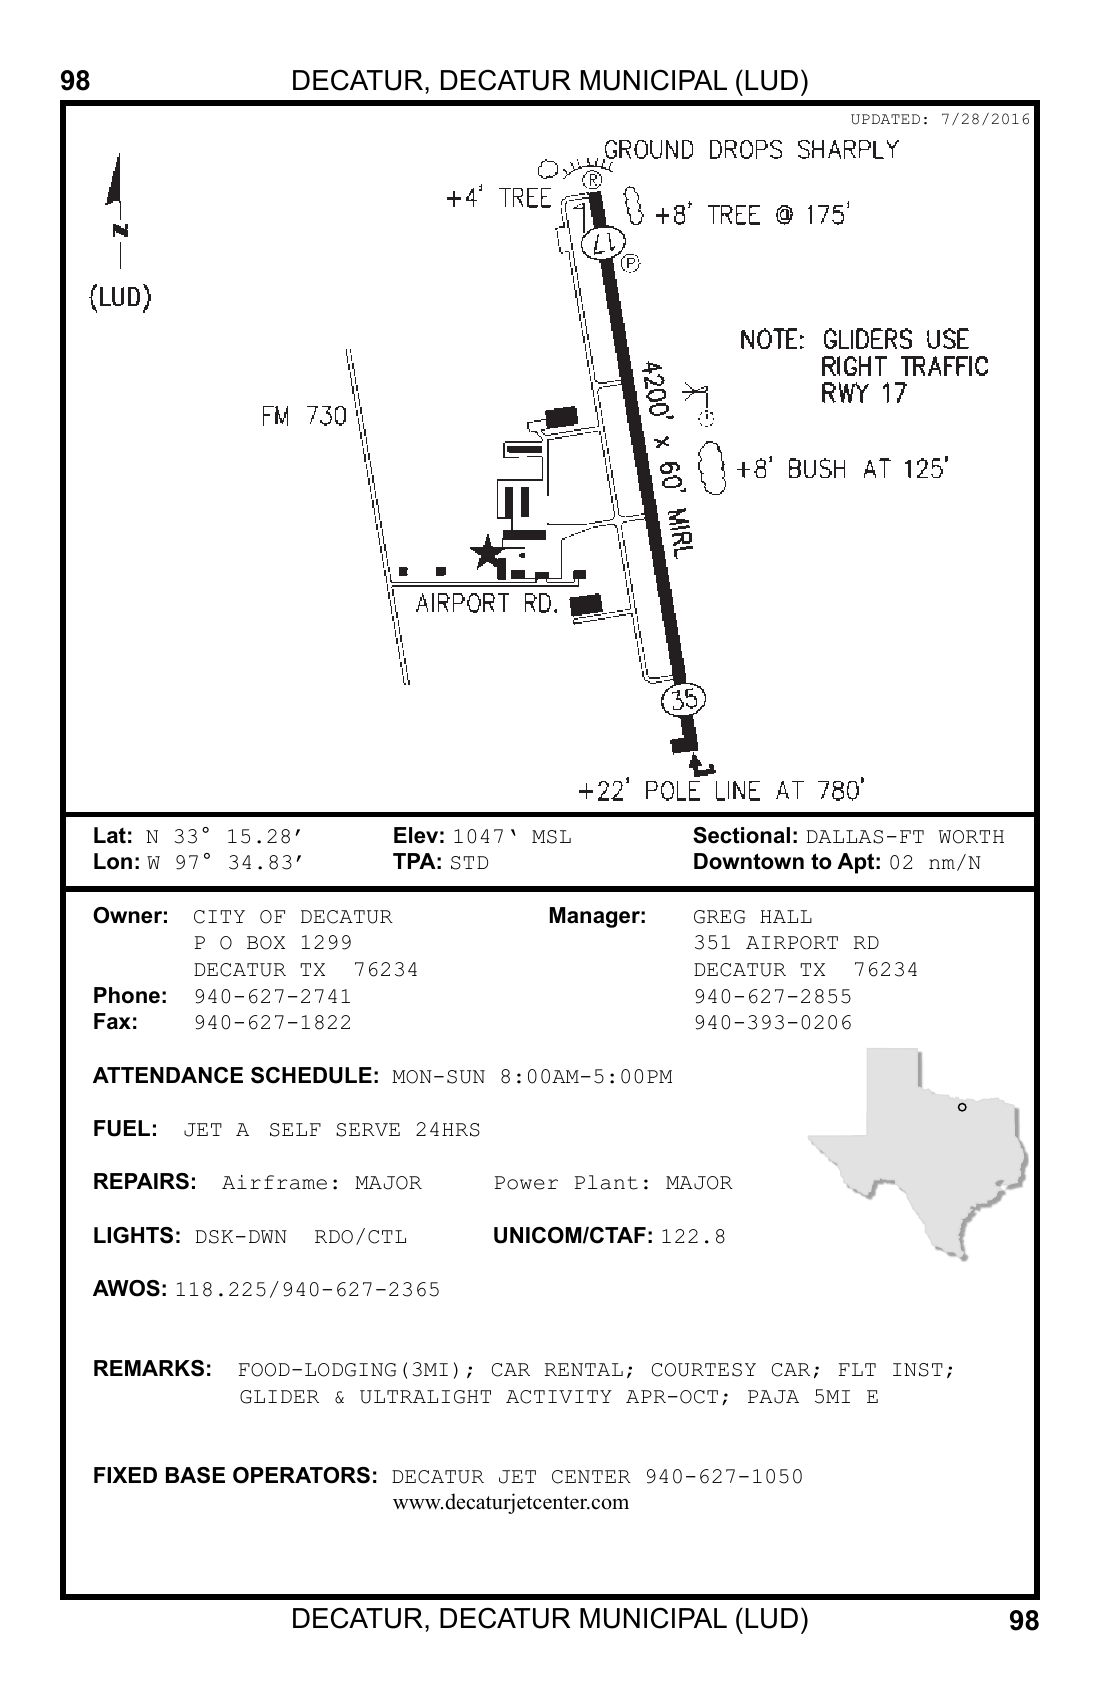 98 DECATUR, DECATUR MUNICIPAL (LUD)
UPDATED: 7/28/2016
GROUND DROPS SHARPLY
R
+4' TREE
+8' TREE @ 175'
17
P
N
(LUD)
NOTE: GLIDERS USE
RIGHT TRAFFIC
RWY 17
4200' x 60' MIRL
C
FM 730
+8' BUSH AT 125'
AIRPORT RD.
35
+22' POLE LINE AT 780'
Lat: N 33° 15.28’ Elev: 1047‘ MSL Sectional: DALLAS-FT WORTH
Lon: W 97° 34.83’ TPA: STD Downtown to Apt: 02 nm/N
Owner: CITY OF DECATUR Manager: GREG HALL
P O BOX 1299 351 AIRPORT RD
DECATUR TX 76234 DECATUR TX 76234
Phone: 940-627-2741 940-627-2855
Fax: 940-627-1822 940-393-0206
ATTENDANCE SCHEDULE: MON-SUN 8:00AM-5:00PM
FUEL: JET A SELF SERVE 24HRS
REPAIRS: Airframe: MAJOR Power Plant: MAJOR
LIGHTS: DSK-DWN RDO/CTL UNICOM/CTAF: 122.8
AWOS: 118.225/940-627-2365
REMARKS: FOOD-LODGING(3MI); CAR RENTAL; COURTESY CAR; FLT INST;
GLIDER & ULTRALIGHT ACTIVITY APR-OCT; PAJA 5MI E
FIXED BASE OPERATORS: DECATUR JET CENTER 940-627-1050
www.decaturjetcenter.com
DECATUR, DECATUR MUNICIPAL (LUD) 98